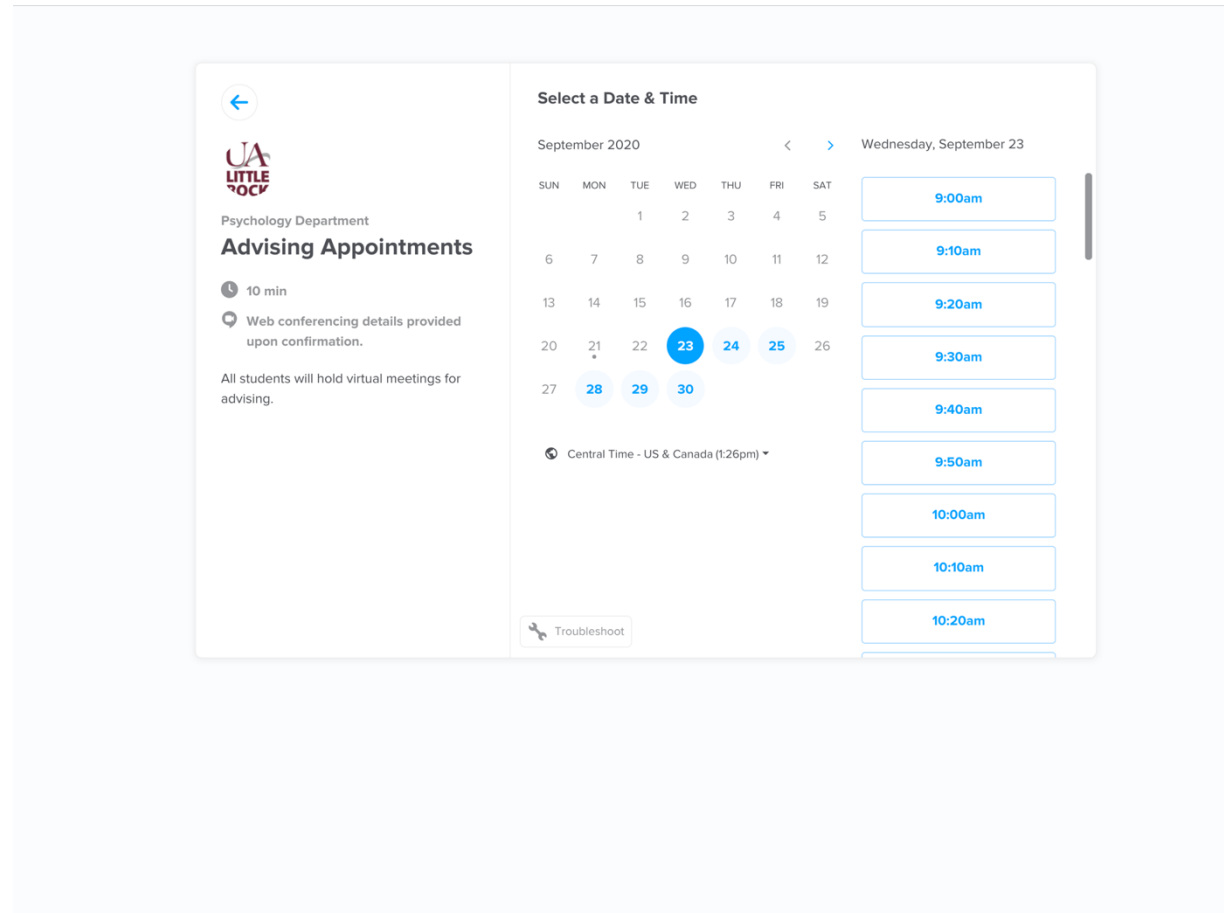 UA
LITTLE
ROCK
Psychology Department
Advising Appointments
10 min
Web conferencing details provided
upon confirmation.
All students will hold virtual meetings for
advising.
Select a Date & Time
September 2020
SUN MON TUE WED THU FRI SAT
1 2 3 4 5
6 7 8 9 10 11 12
13 14 15 16 17 18 19
20 21 22 23 24 25 26
27 28 29 30
Central Time - US & Canada (1:26pm)
Troubleshoot
Wednesday, September 23
9:00am
9:10am
9:20am
9:30am
9:40am
9:50am
10:00am
10:10am
10:20am